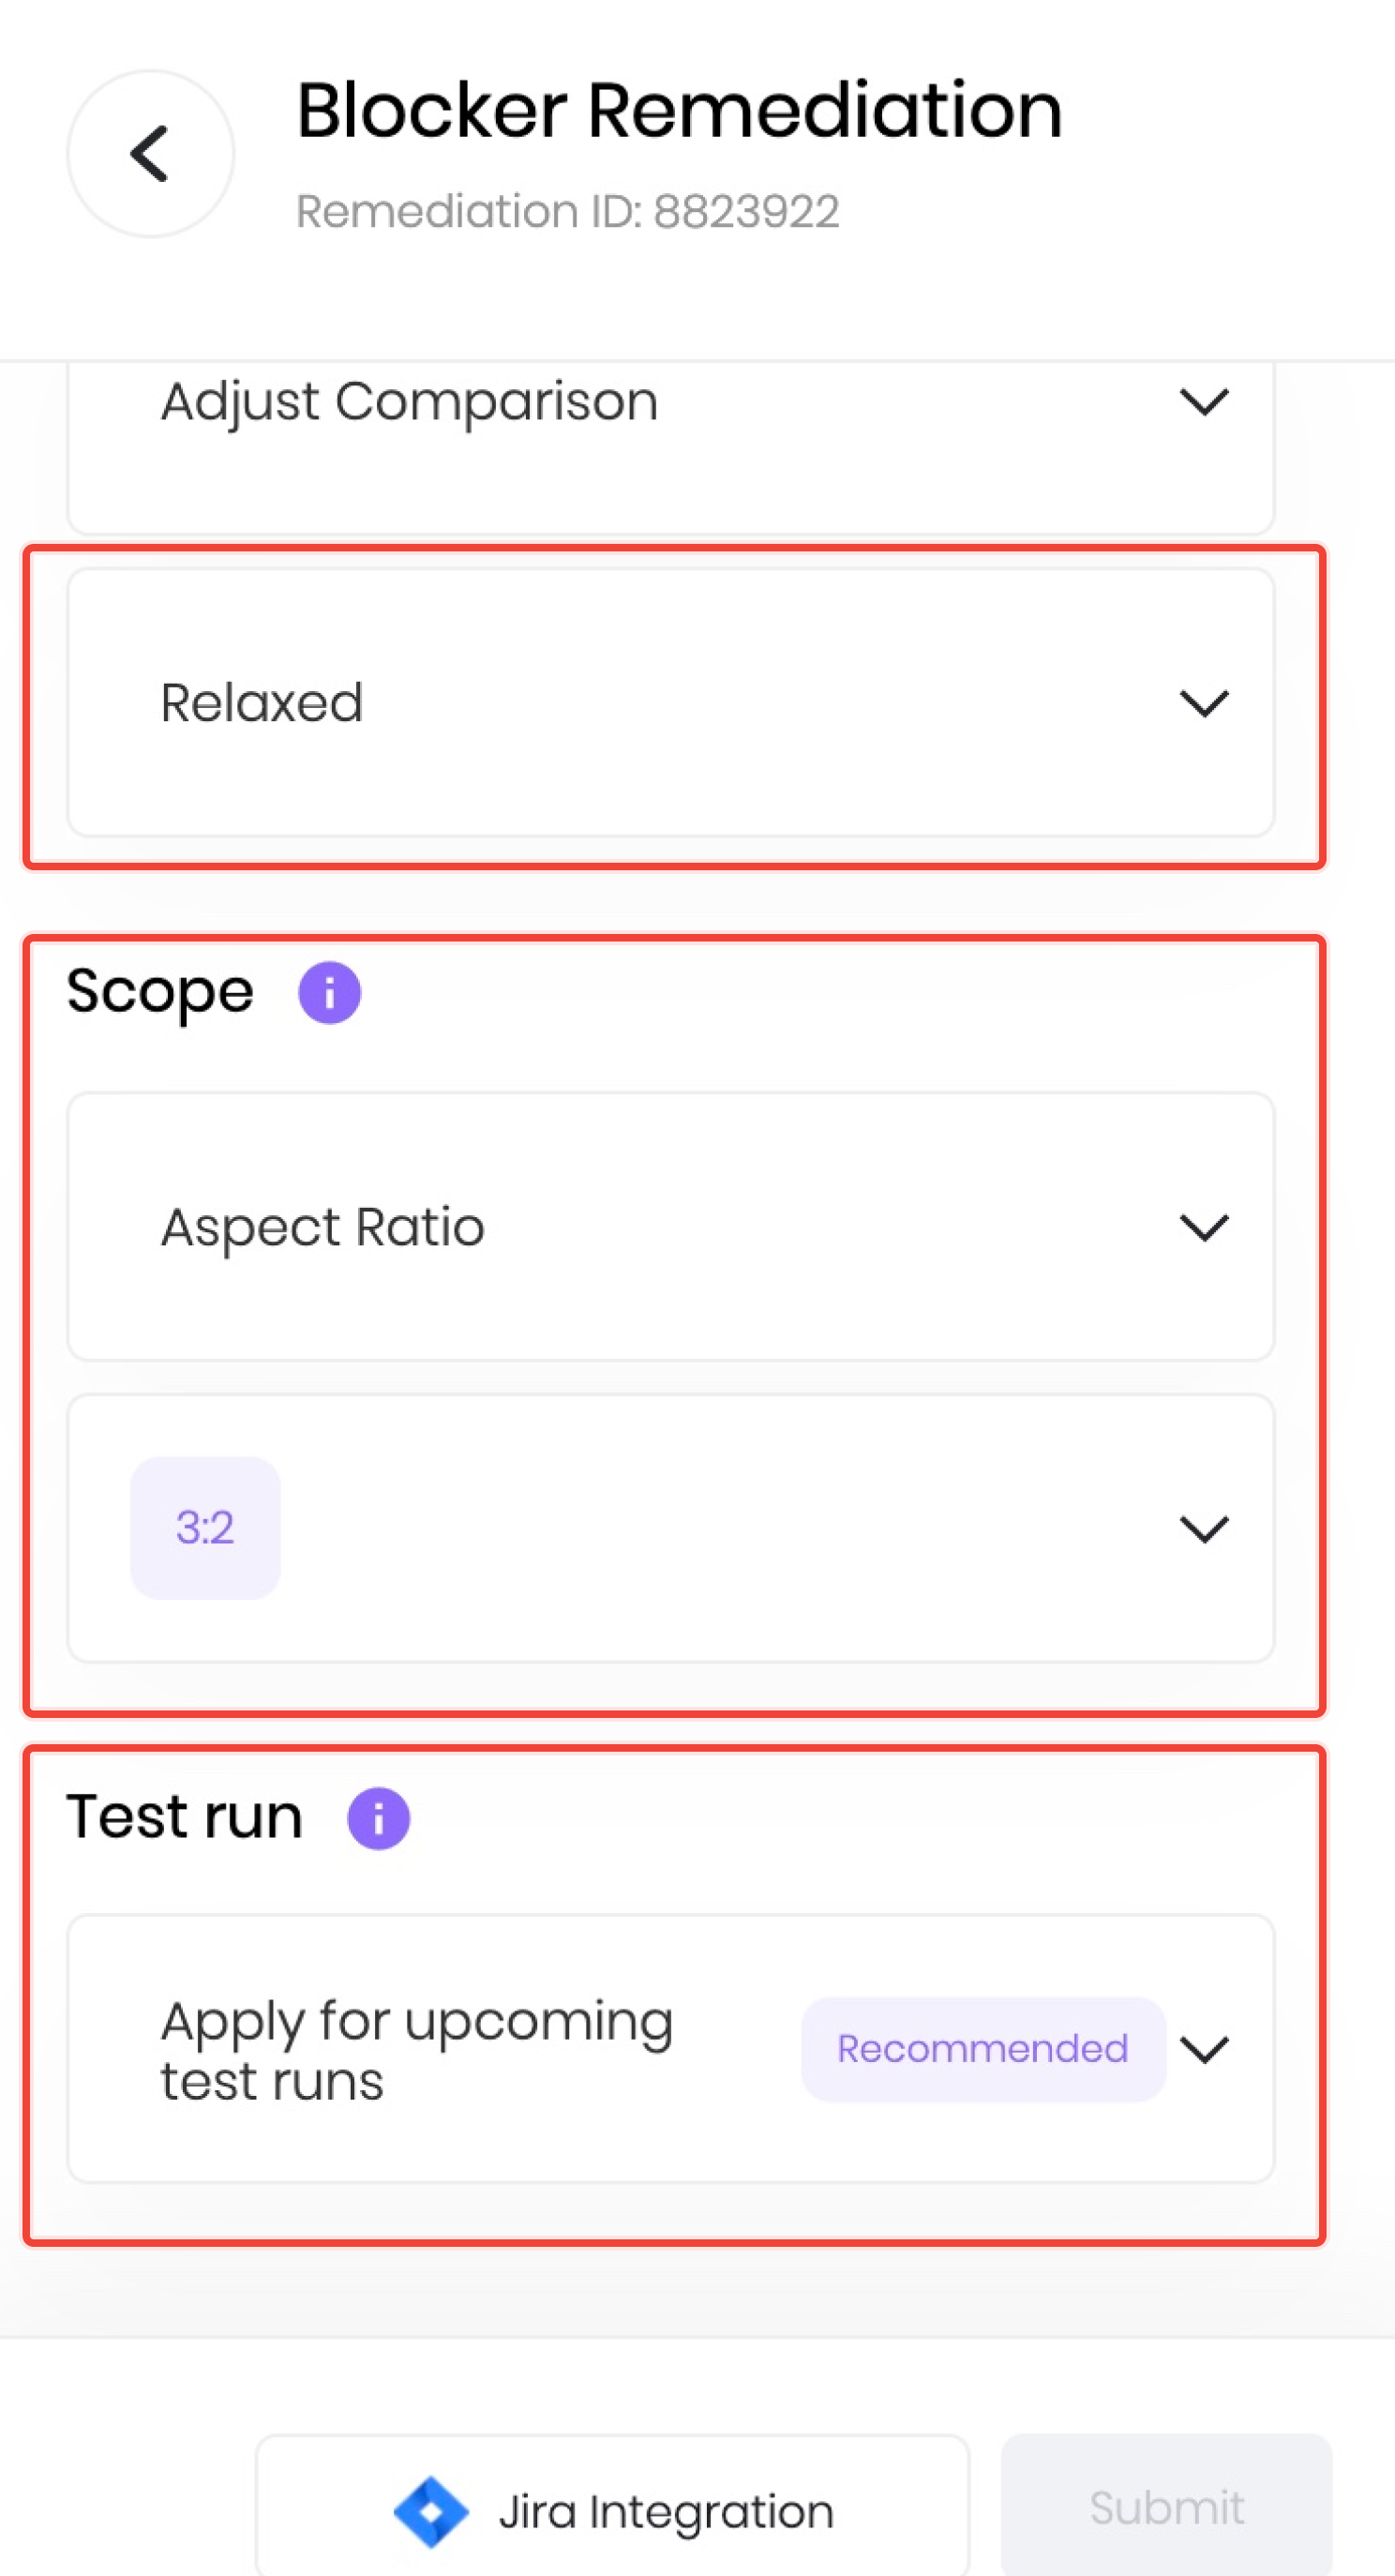 Blocker Remediation
Remediation ID: 8823922
Adjust Comparison
Relaxed
Scope
Aspect Ratio
3:2
Test run
Apply for upcoming
test runs
Recommended
Jira Integration
Submit